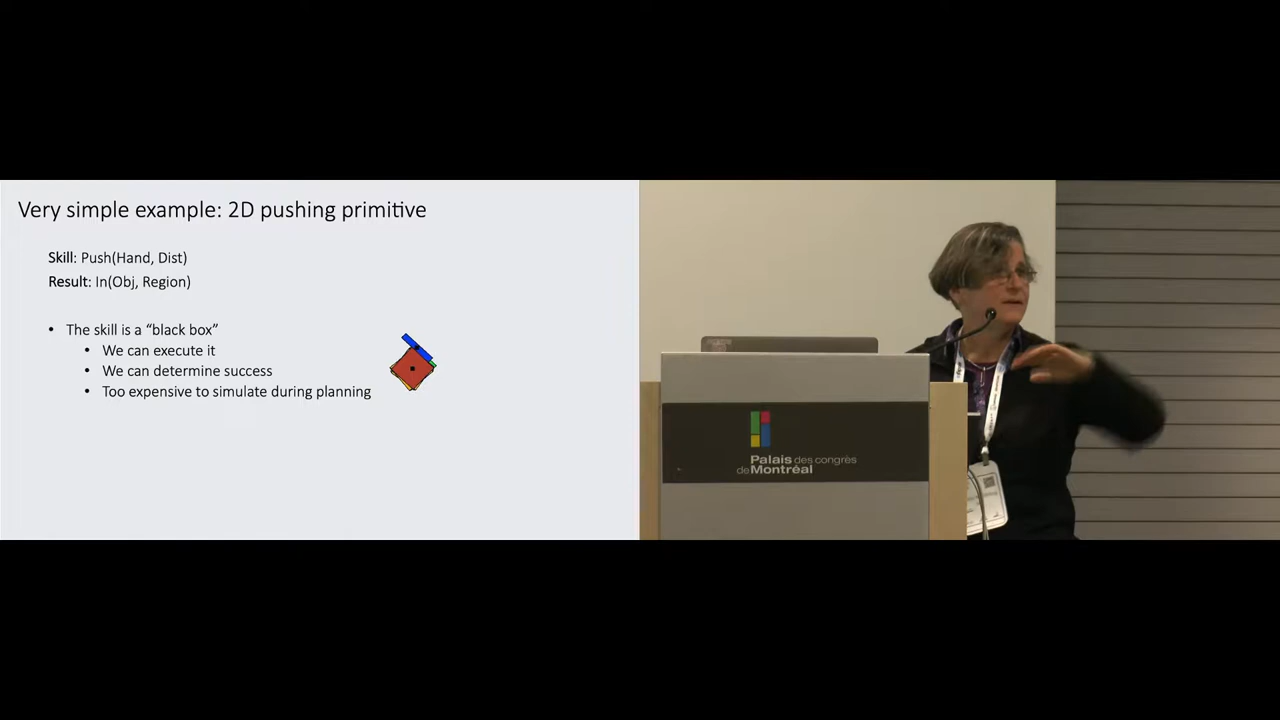 Very simple example: 2D pushing primitive
Skill: Push(Hand, Dist)
Result: In(Obj, Region)
• The skill is a “black box”
• We can execute it
• We can determine success
• Too expensive to simulate during planning
Palais des congrès
de Montréal